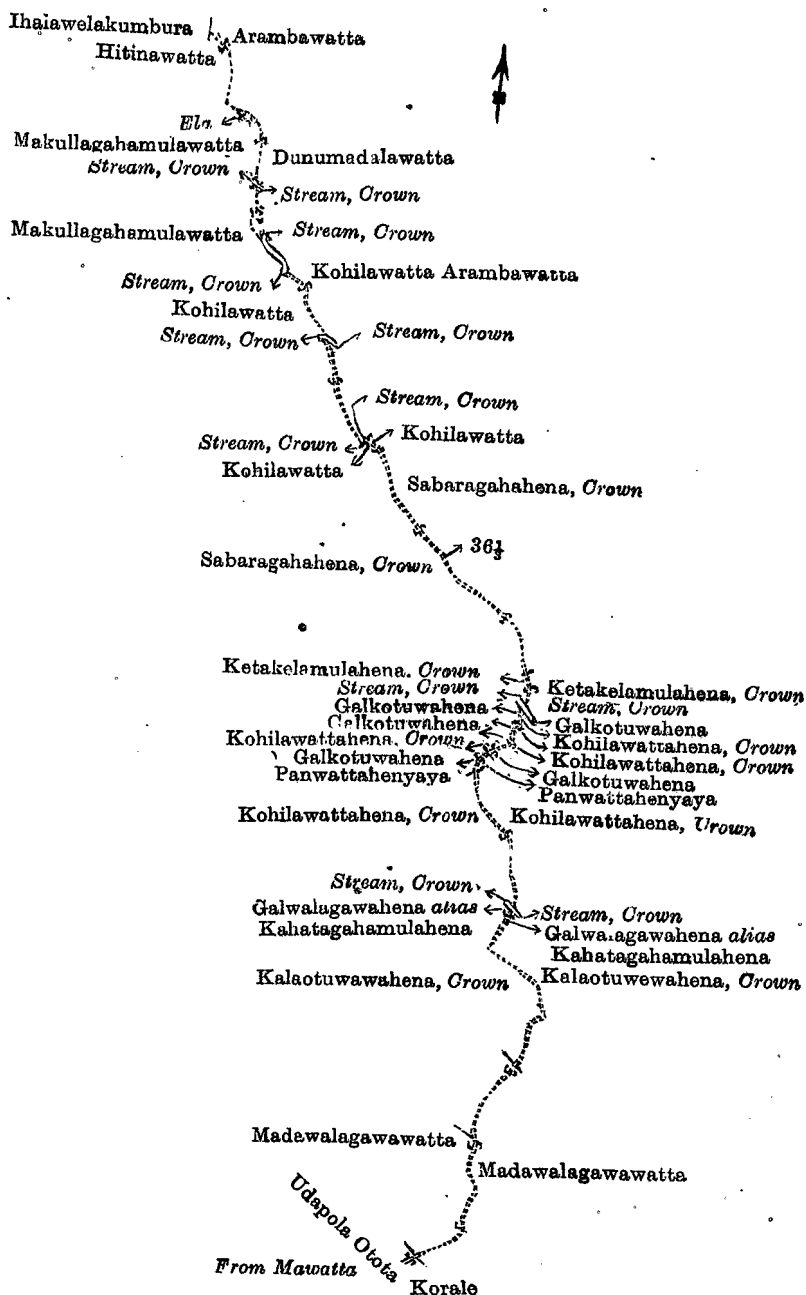 Ihalawelakumbura
Arambawatta
Hitinawatta
Ela
Makullagahamulawatta
Dunumadalawatta
Stream, Crown
Stream, Crown
Makullagahamulawatta
Stream, Crown
Kohilawatta Arambawatta
Stream, Crown
Kohilawatta
Stream, Crown
Stream, Crown
Stream, Crown
Kohilawatta
Stream, Crown
Kohilawatta
Sabaragahahena, Crown
36⅓
Sabaragahahena, Crown
Ketakelamulahena, Crown
Ketakelamulahena, Crown
Stream, Crown
Stream, Crown
Galkotuwahena
Galkotuwahena
Galkotuwahena
Kohilawattahena, Crown
Kohilawattahena, Crown
Kohilawattahena, Crown
Galkotuwahena
Galkotuwahena
Panwattahenyaya
Panwattahenyaya
Kohilawattahena, Crown
Kohilawattahena, Crown
Stream, Crown
Galwalagawahena alias
Stream, Crown
Kahatagahamulahena
Galwalagawahena alias
Kahatagahamulahena
Kalaotuwawahena, Crown
Kalaotuwewahena, Crown
Madawalagawawatta
Madawalagawawatta
Udapola Otota
From Mawatta
Korale